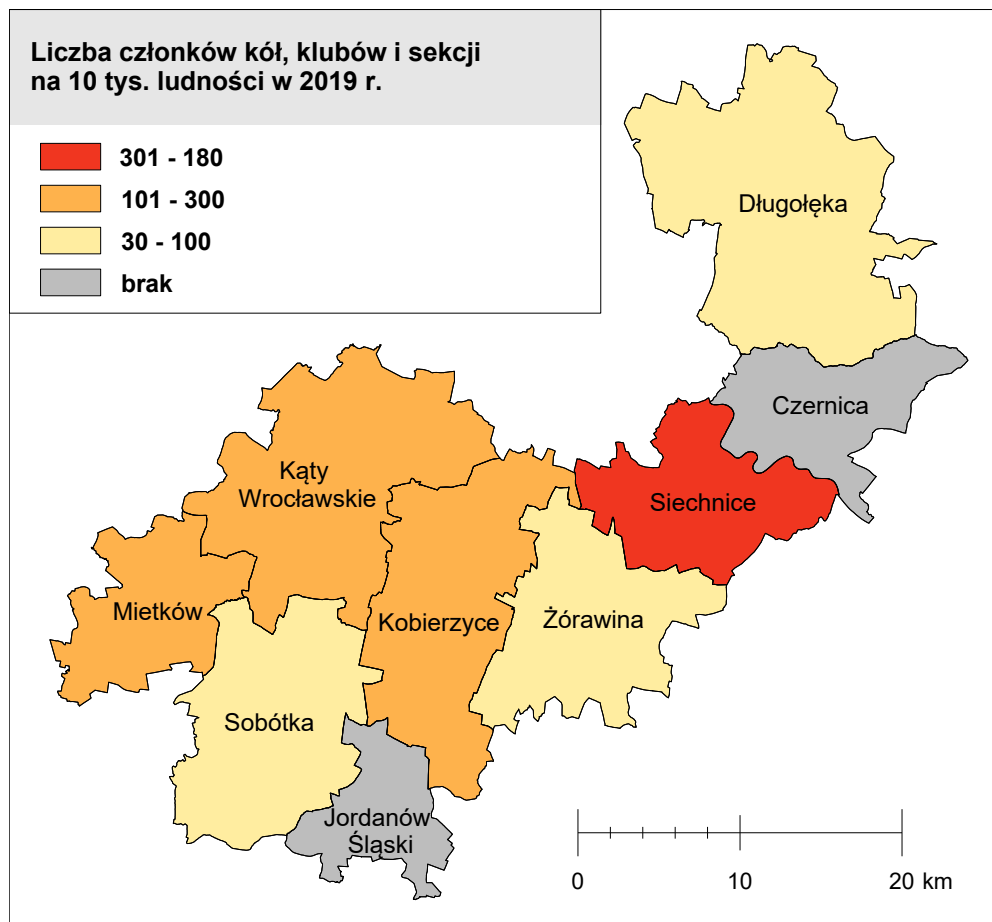 Liczba członków kół, klubów i sekcji
na 10 tys. ludności w 2019 r.
301 - 180
101 - 300
30 - 100
brak
Długołęka
Czernica
Kąty
Wrocławskie
Siechnice
Mietków
Kobierzyce
Żórawina
Sobótka
Jordanów
Śląski
0 10 20 km